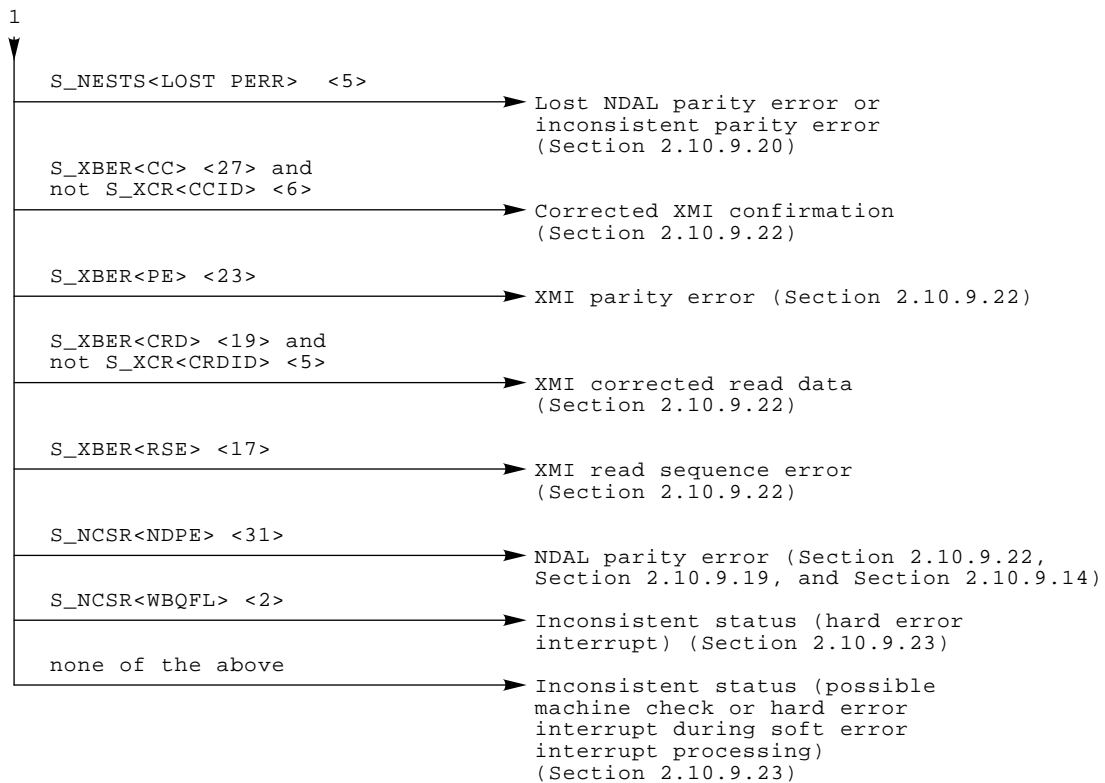 1
S_NESTS<LOST PERR> <5>
Lost NDAL parity error or
inconsistent parity error
(Section 2.10.9.20)
S_XBER<CC> <27> and
not S_XCR<CCID> <6>
Corrected XMI confirmation
(Section 2.10.9.22)
S_XBER<PE> <23>
XMI parity error (Section 2.10.9.22)
S_XBER<CRD> <19> and
not S_XCR<CRDID> <5>
XMI corrected read data
(Section 2.10.9.22)
S_XBER<RSE> <17>
XMI read sequence error
(Section 2.10.9.22)
S_NCSR<NDPE> <31>
NDAL parity error (Section 2.10.9.22,
Section 2.10.9.19, and Section 2.10.9.14)
S_NCSR<WBQFL> <2>
Inconsistent status (hard error
interrupt) (Section 2.10.9.23)
none of the above
Inconsistent status (possible
machine check or hard error
interrupt during soft error
interrupt processing)
(Section 2.10.9.23)